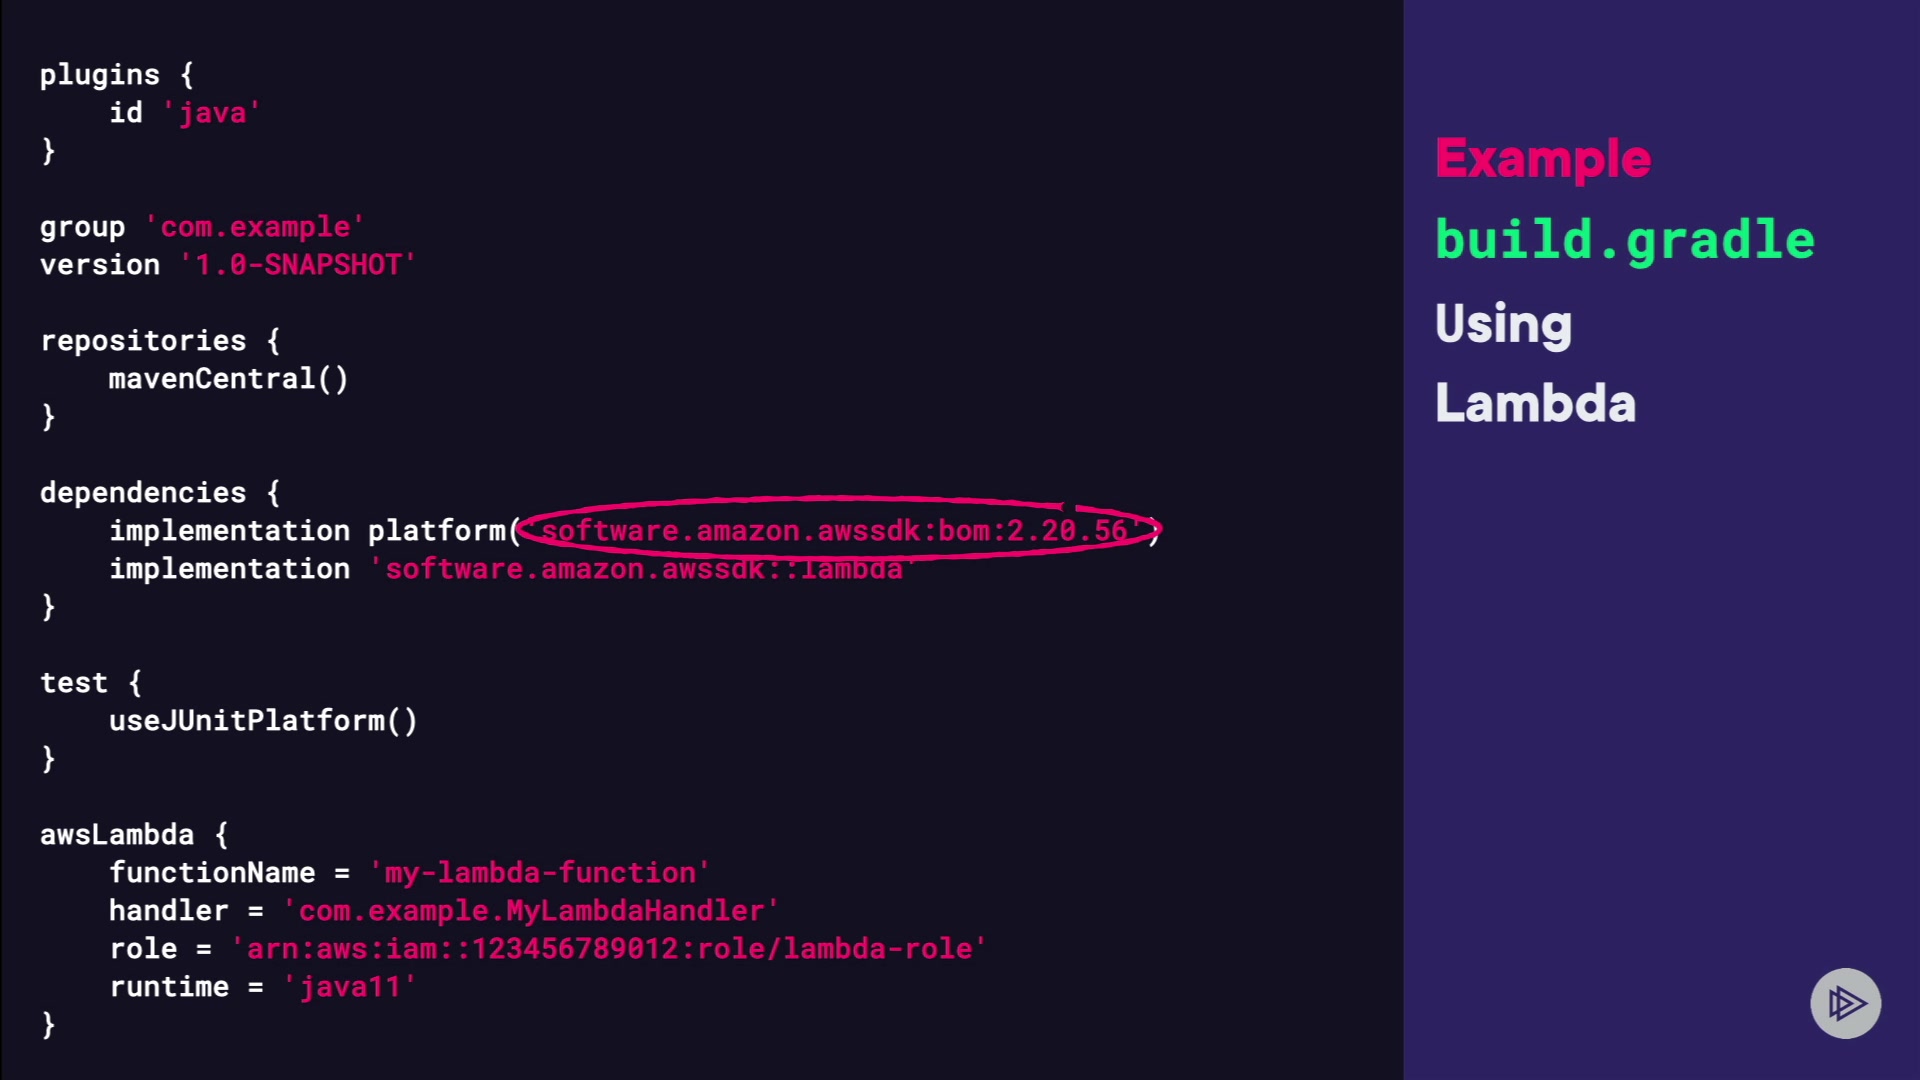 plugins {
    id 'java'
}
group 'com.example'
version '1.0-SNAPSHOT'
repositories {
    mavenCentral()
}
dependencies {
    implementation platform('software.amazon.awssdk:bom:2.20.56')
    implementation 'software.amazon.awssdk::lambda'
}
test {
    useJUnitPlatform()
}
awsLambda {
    functionName = 'my-lambda-function'
    handler = 'com.example.MyLambdaHandler'
    role = 'arn:aws:iam::123456789012:role/lambda-role'
    runtime = 'java11'
}
Example
build.gradle
Using
Lambda